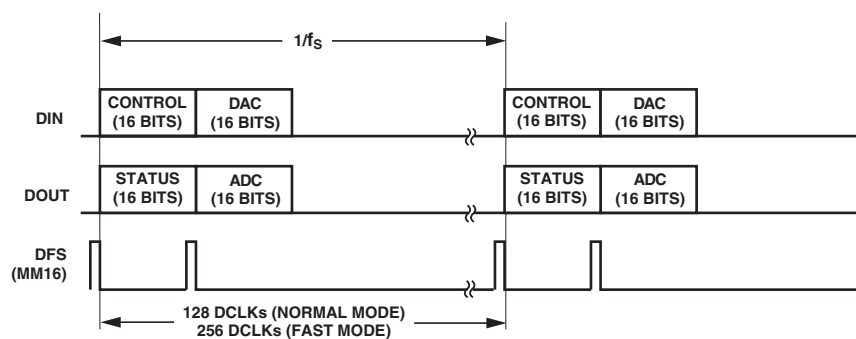 1/fS
DIN
CONTROL
(16 BITS)
DAC
(16 BITS)
CONTROL
(16 BITS)
DAC
(16 BITS)
DOUT
STATUS
(16 BITS)
ADC
(16 BITS)
STATUS
(16 BITS)
ADC
(16 BITS)
DFS
(MM16)
128 DCLKs (NORMAL MODE)
256 DCLKs (FAST MODE)